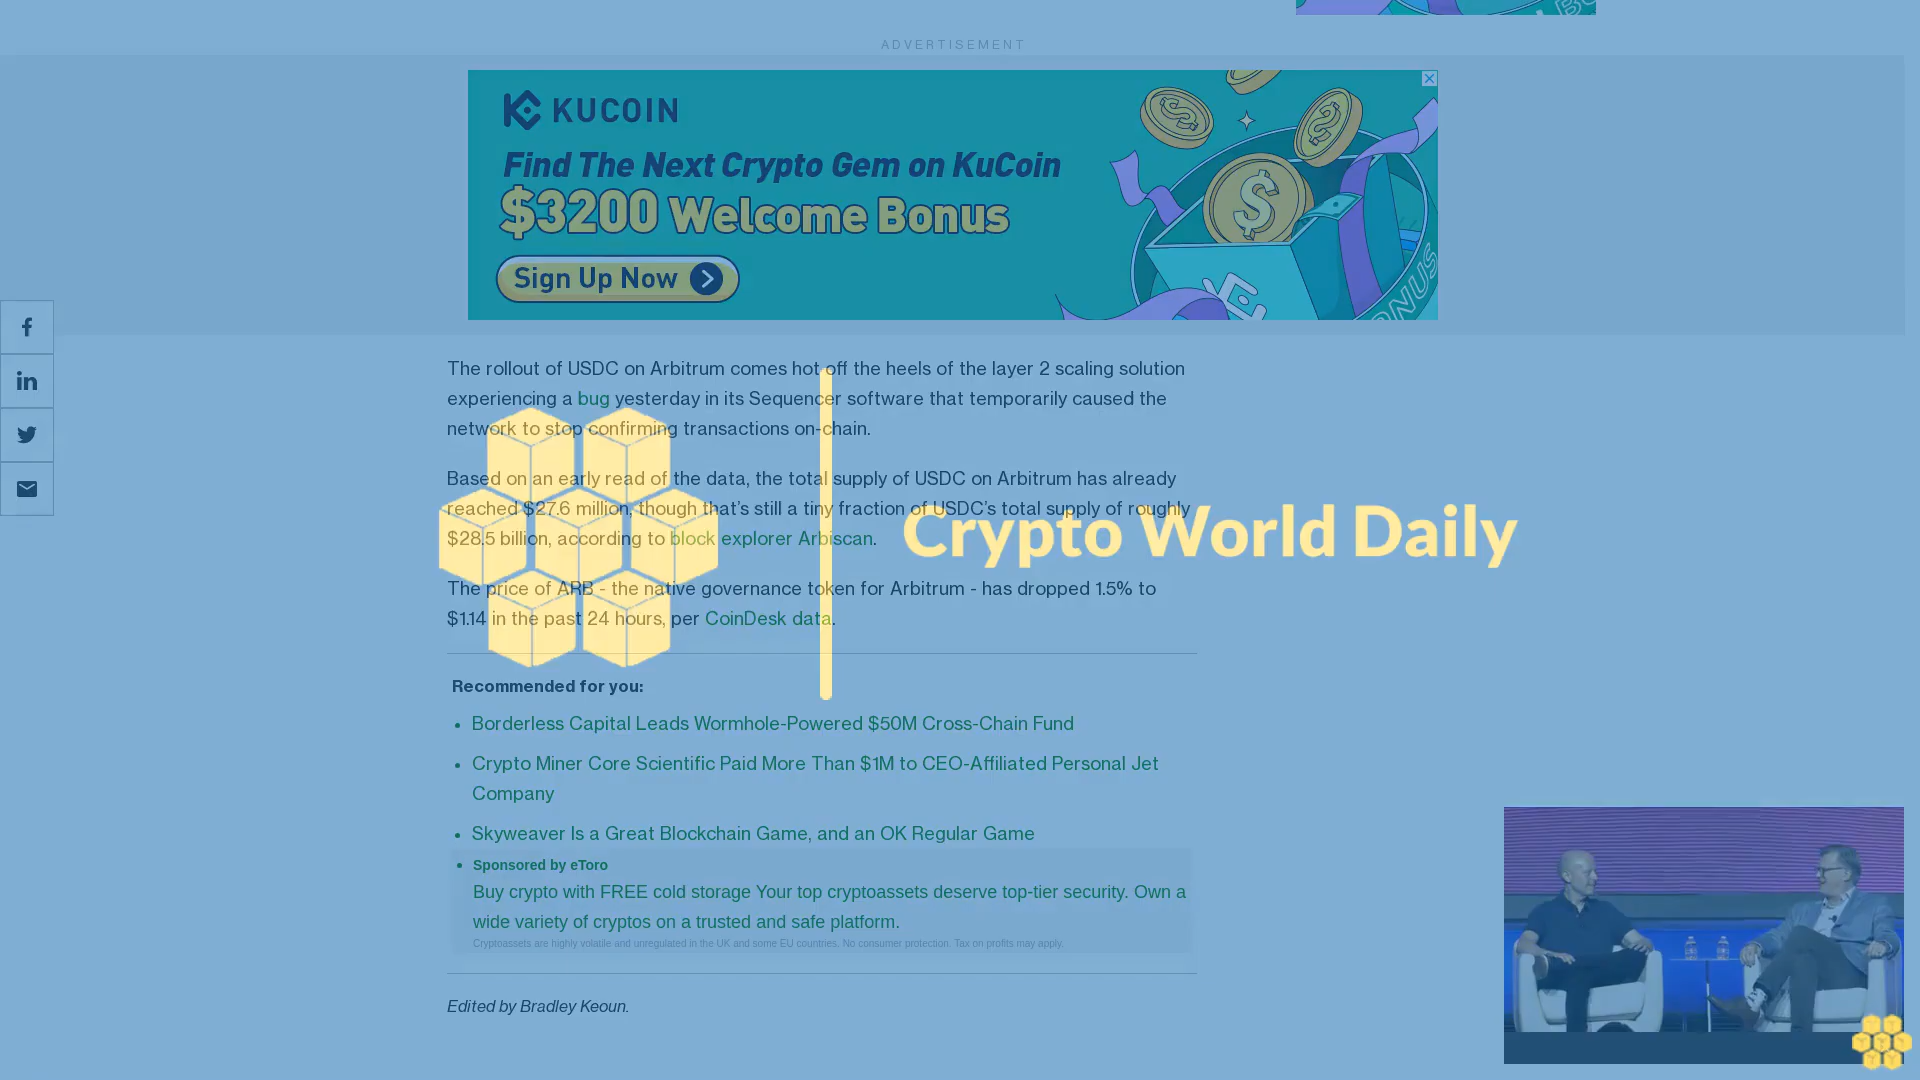 ADVERTISEMENT
KUCOIN
Find The Next Crypto Gem on KuCoin
$3200 Welcome Bonus
Sign Up Now
BONUS
The rollout of USDC on Arbitrum comes hot off the heels of the layer 2 scaling solution
experiencing a bug yesterday in its Sequencer software that temporarily caused the
network to stop confirming transactions on-chain.
Based on an early read of the data, the total supply of USDC on Arbitrum has already
reached $27.6 million, though that's still a tiny fraction of USDC's total supply of roughly
$28.5 billion, according to block explorer Arbiscan.
Crypto World Daily
The price of ARB - the native governance token for Arbitrum - has dropped 1.5% to
$1.14 in the past 24 hours, per CoinDesk data.
Recommended for you:
• Borderless Capital Leads Wormhole-Powered $50M Cross-Chain Fund
• Crypto Miner Core Scientific Paid More Than $1M to CEO-Affiliated Personal Jet
Company
• Skyweaver Is a Great Blockchain Game, and an OK Regular Game
• Sponsored by eToro
Buy crypto with FREE cold storage Your top cryptoassets deserve top-tier security. Own a
wide variety of cryptos on a trusted and safe platform.
Cryptoassets are highly volatile and unregulated in the UK and some EU countries. No consumer protection. Tax on profits may apply.
Edited by Bradley Keoun.